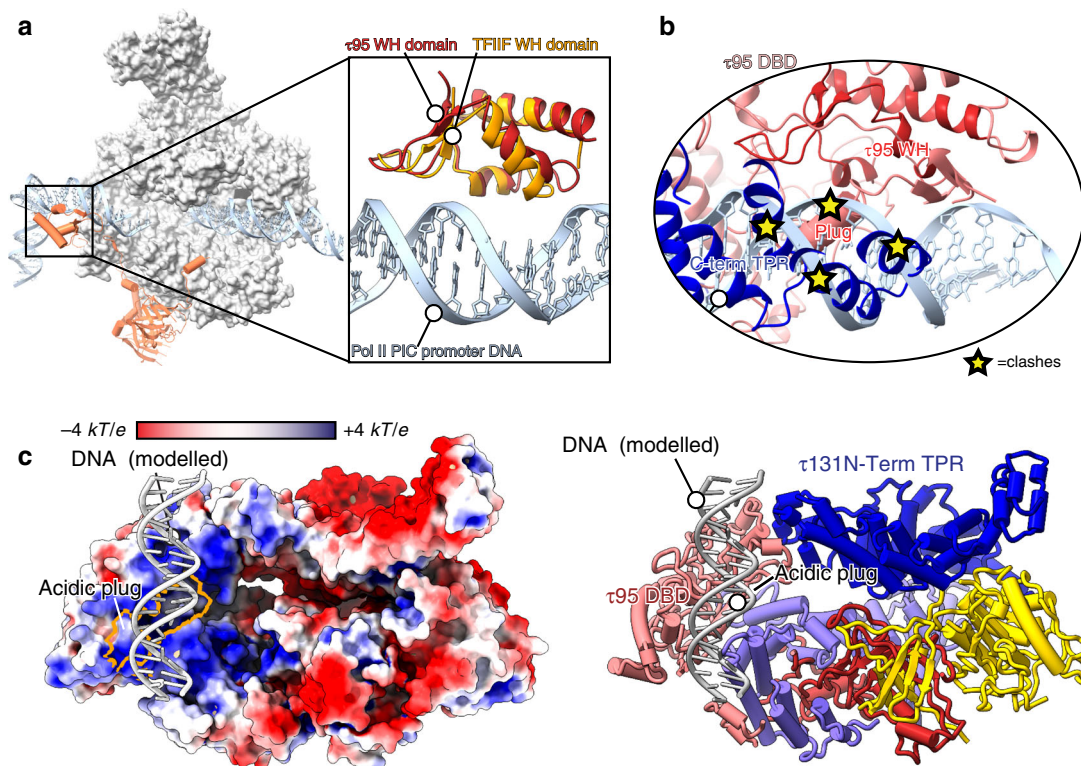 a
τ95 WH domain
TFIIF WH domain
Pol II PIC promoter DNA
b
τ95 DBD
τ95 WH
Plug
C-term TPR
=clashes
–4 kT/e
+4 kT/e
c
DNA (modelled)
Acidic plug
DNA (modelled)
τ131N-Term TPR
Acidic plug
τ95 DBD